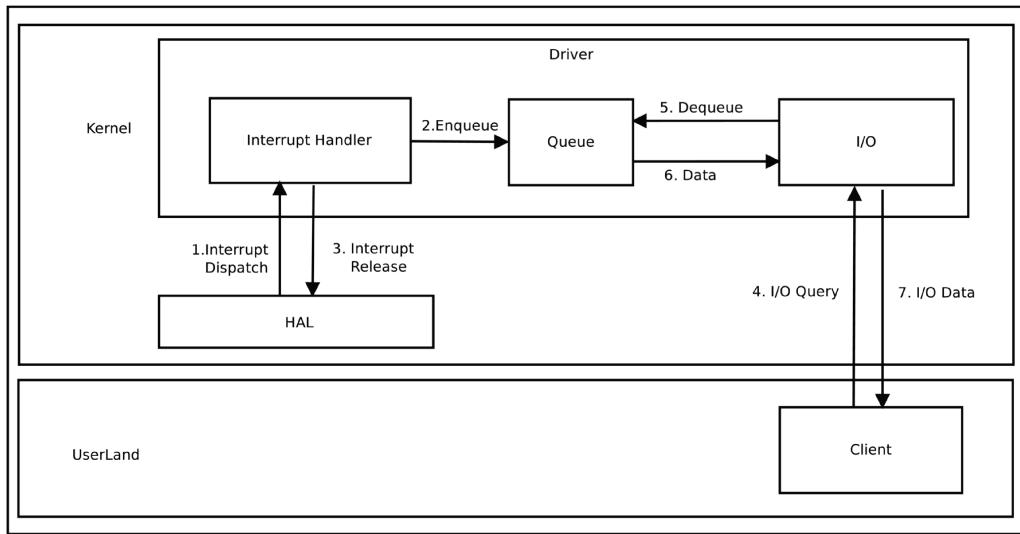 Driver
Kernel
Interrupt Handler
2.Enqueue
Queue
5. Dequeue
6. Data
I/O
1.Interrupt
Dispatch
3. Interrupt
Release
HAL
4. I/O Query
7. I/O Data
UserLand
Client